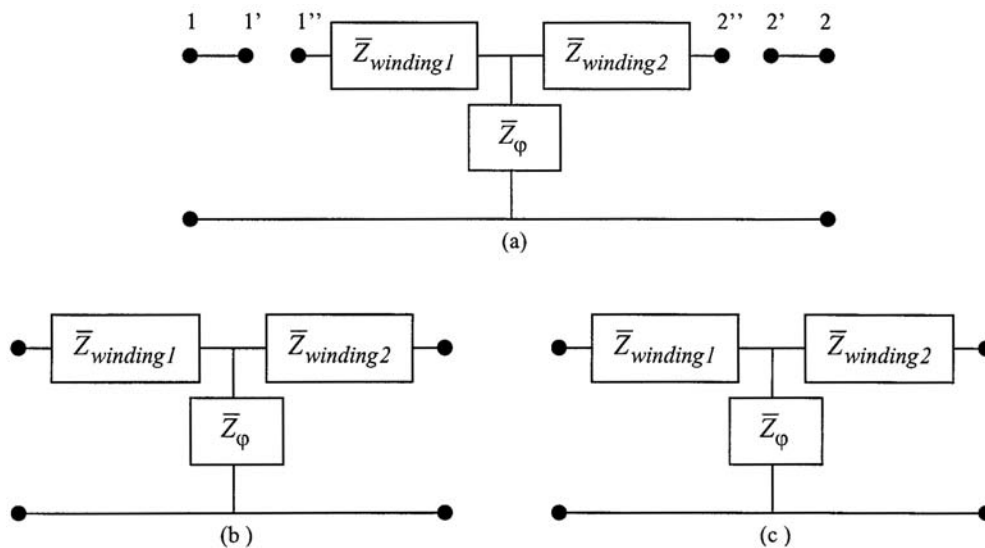 1 1’ 1’’ 2’’ 2’ 2
Z̅winding1 Z̅winding2
Z̅φ
(a)
Z̅winding1 Z̅winding2 Z̅winding1 Z̅winding2
Z̅φ Z̅φ
(b ) (c )